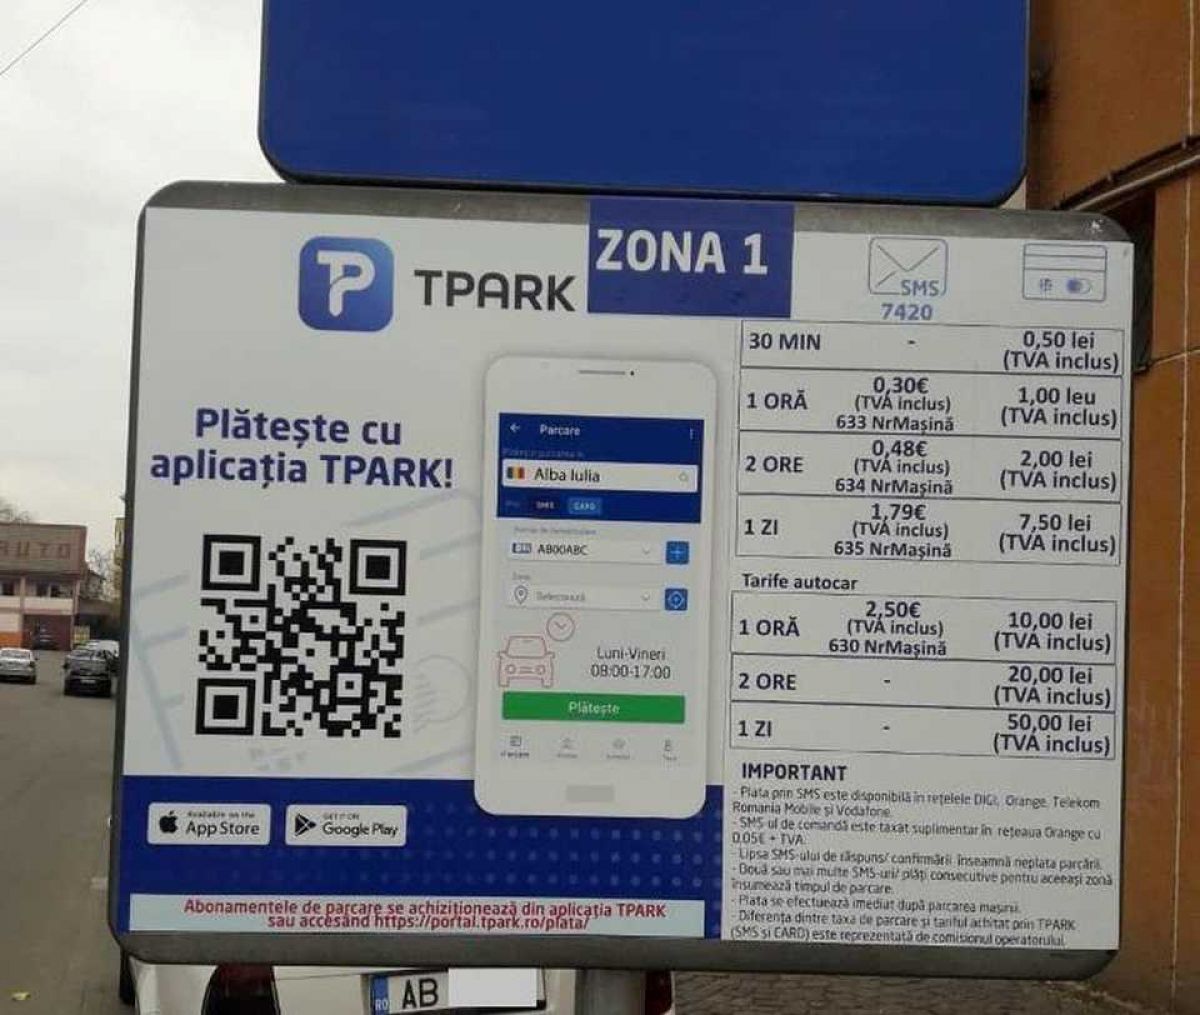 ZONA 1
TPARK
SMS
7420
30 MIN - 0,50 lei
(TVA inclus)
1 ORĂ 0,30€ 1,00 leu
(TVA inclus) (TVA inclus)
633 NrMașină
2 ORE 0,48€ 2,00 lei
(TVA inclus) (TVA inclus)
634 NrMașină
1 ZI 1,79€ 7,50 lei
(TVA inclus) (TVA inclus)
635 NrMașină
Tarife autocar
1 ORĂ 2,50€ 10,00 lei
(TVA inclus) (TVA inclus)
630 NrMașină
2 ORE - 20,00 lei
(TVA inclus)
1 ZI - 50,00 lei
(TVA inclus)
IMPORTANT
- Plata prin SMS este disponibilă în rețelele DIGI, Orange, Telekom
Romania Mobile și Vodafone.
- SMS-ul de comandă este taxat suplimentar în rețeaua Orange cu
0,05€ + TVA.
- Lipsa SMS-ului de răspuns/ confirmării înseamnă neplata parcării.
- Două sau mai multe SMS-uri/ plăți consecutive pentru aceeași zonă
însumează timpul de parcare.
- Plata se efectuează imediat după parcarea mașinii.
- Diferența dintre taxa de parcare și tariful achitat prin TPARK
(SMS și CARD) este reprezentată de comisionul operatorului.
Plătește cu
aplicația TPARK!
Parcare
Alba Iulia
SMS CARD
AB00ABC
Zona
Selectează
Luni-Vineri
08:00-17:00
Plătește
Available on the
App Store
GET IT ON
Google Play
Abonamentele de parcare se achiziționează din aplicația TPARK
sau accesând https://portal.tpark.ro/plata/
AUTO
RO AB